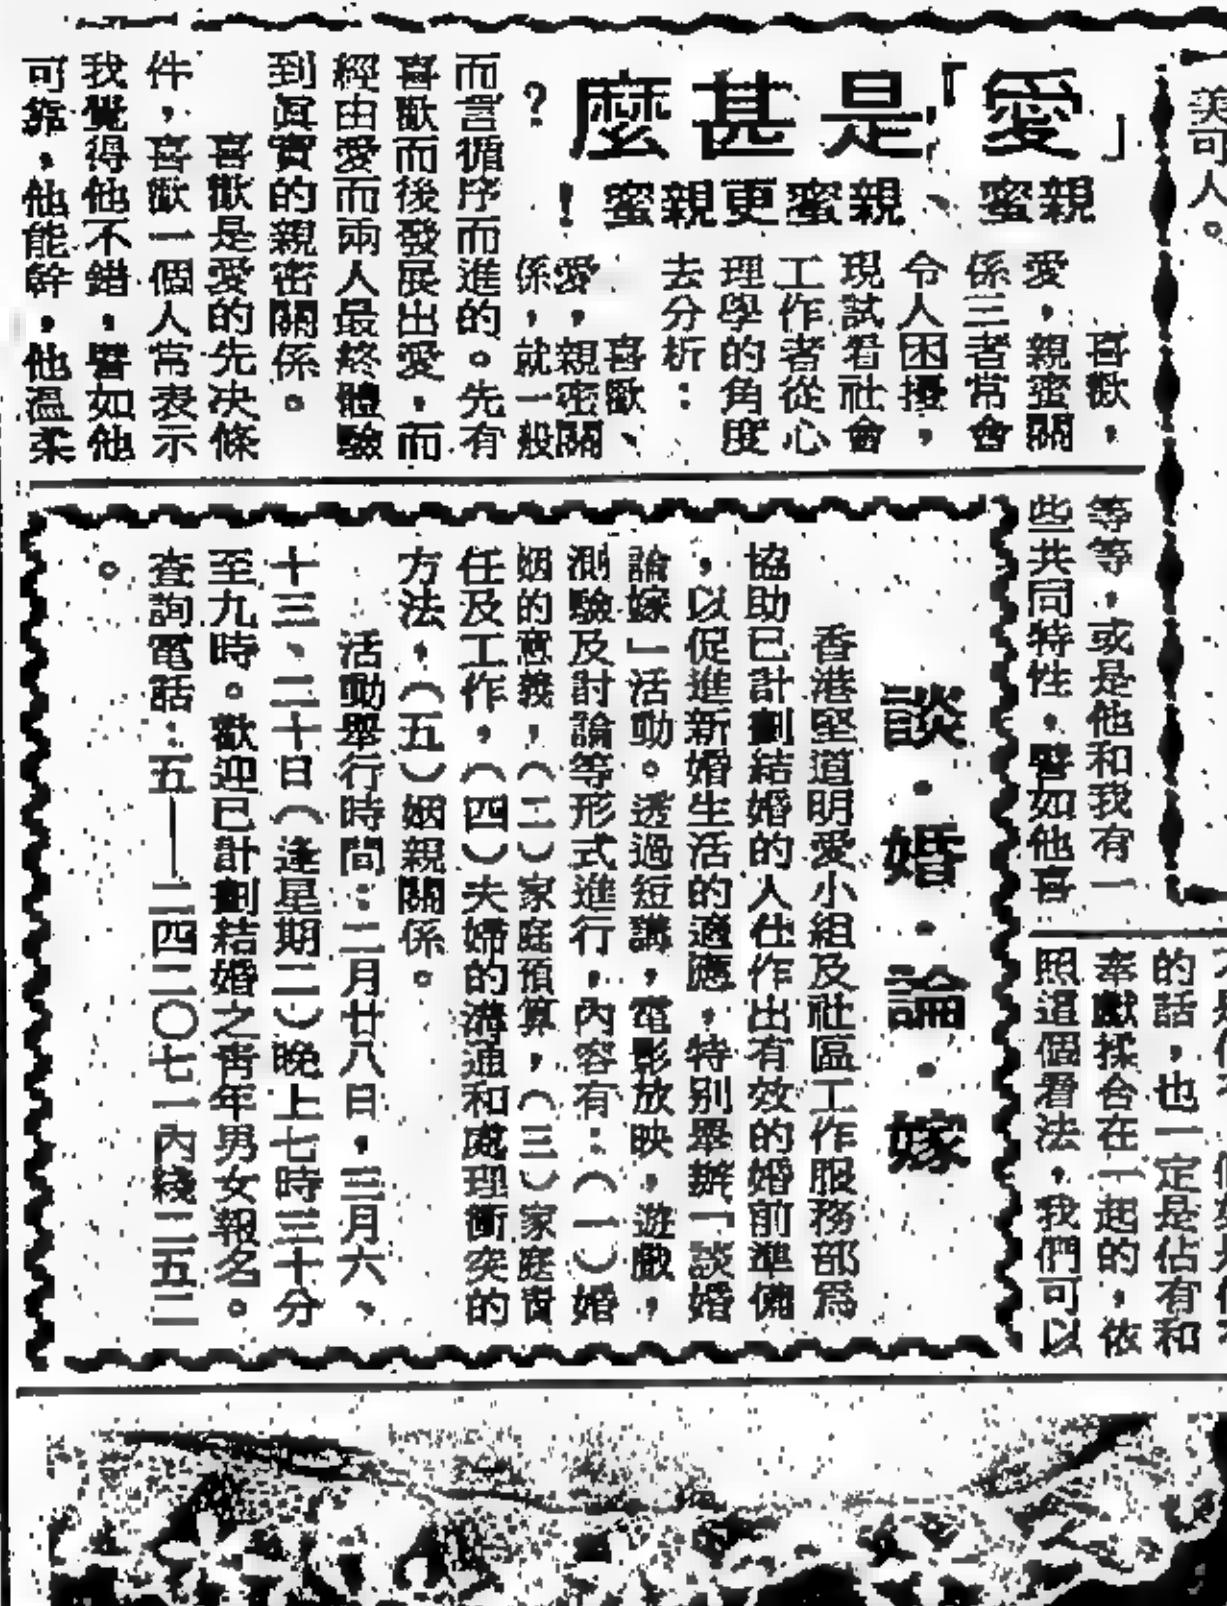 美可人。
「愛」是甚麼?
親蜜、親蜜更親蜜!
喜歡,
愛,親蜜關
係三者常會
令人困擾,
現試看社會
工作者從心
理學的角度
去分析:
喜歡、
愛,親密關
係,就一般
而言循序而進的。先有
喜歡而後發展出愛,而
經由愛而兩人最終體驗
到眞實的親密關係。
喜歡是愛的先決條
件,喜歡一個人常表示
我覺得他不錯,譬如他
可靠,他能幹,他溫柔
等等,或是他和我有一
些共同特性,譬如他喜
的話,也一定是佔有和
奉獻揉合在一起的,依
照這個看法,我們可以
談•婚•論•嫁
香港堅道明愛小組及社區工作服務部爲
協助已計劃結婚的人仕作出有效的婚前準備
,以促進新婚生活的適應,特別舉辦「談婚
論嫁」活動。透過短講,電影放映,遊戲,
測驗及討論等形式進行,內容有:(一)婚
姻的意義,(二)家庭預算,(三)家庭責
任及工作,(四)夫婦的溝通和處理衝突的
方法,(五)姻親關係。
活動舉行時間:二月廿八日,三月六、
十三、二十日(逢星期二)晚上七時三十分
至九時。歡迎已計劃結婚之靑年男女報名。
查詢電話:五—二四二〇七一內綫二五二
。